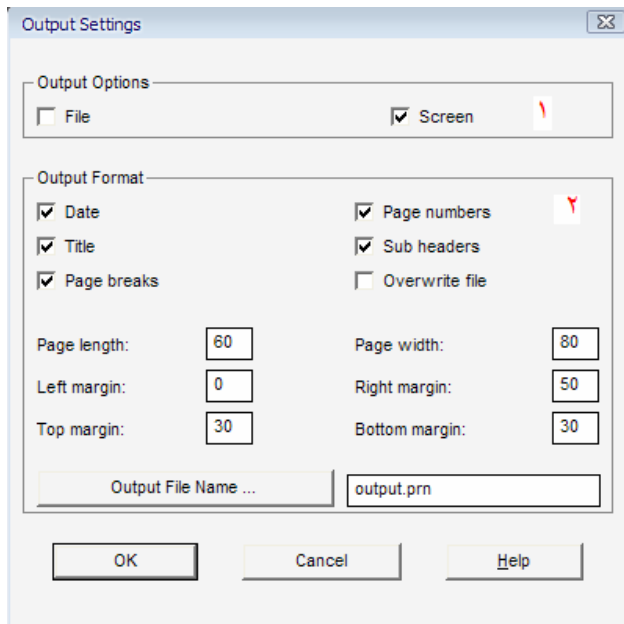 Output Settings
Output Options
File Screen ١
Output Format
Date Page numbers ٢
Title Sub headers
Page breaks Overwrite file
Page length: 60 Page width: 80
Left margin: 0 Right margin: 50
Top margin: 30 Bottom margin: 30
Output File Name ... output.prn
OK Cancel Help